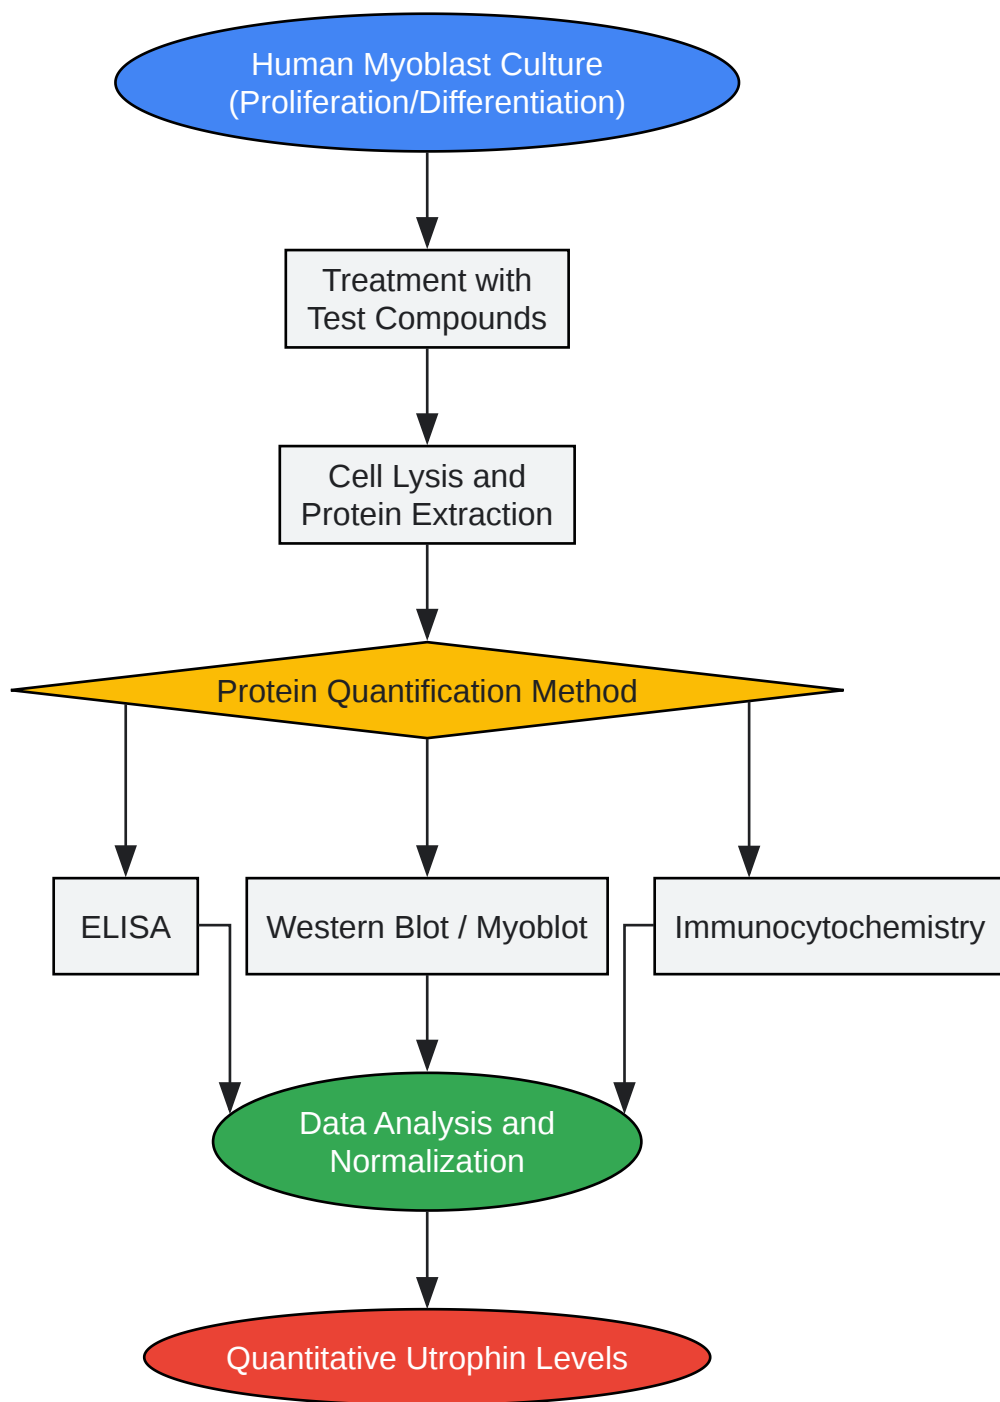 Human Myoblast Culture
(Proliferation/Differentiation)
Treatment with
Test Compounds
Cell Lysis and
Protein Extraction
Protein Quantification Method
ELISA
Western Blot / Myoblot
Immunocytochemistry
Data Analysis and
Normalization
Quantitative Utrophin Levels